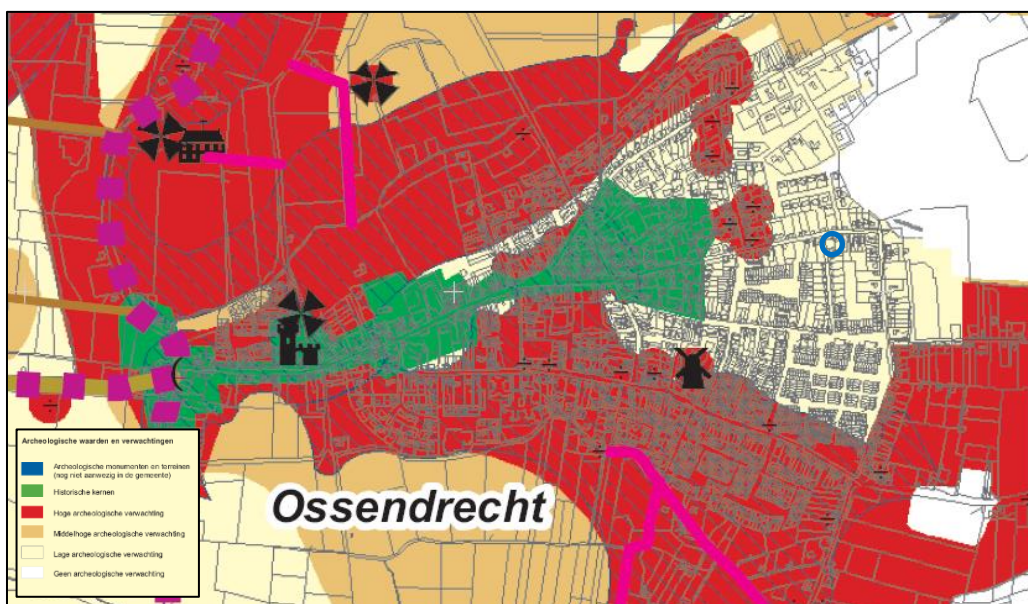 Ossendrecht
Archeologische waarden en verwachtingen
Archeologische monumenten en terreinen
(nog niet aanwezig in de gemeente)
Historische kernen
Hoge archeologische verwachting
Middelhoge archeologische verwachting
Lage archeologische verwachting
Geen archeologische verwachting